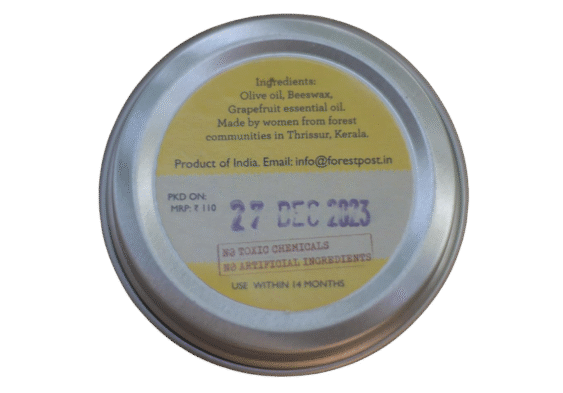 Ingredients:
Olive oil, Beeswax,
Grapefruit essential oil.
Made by women from forest
communities in Thrissur, Kerala.
Product of India. Email: info@forestpost.in
PKD ON:
MRP: ₹ 110
27 DEC 2023
NO TOXIC CHEMICALS
NO ARTIFICIAL INGREDIENTS
USE WITHIN 14 MONTHS